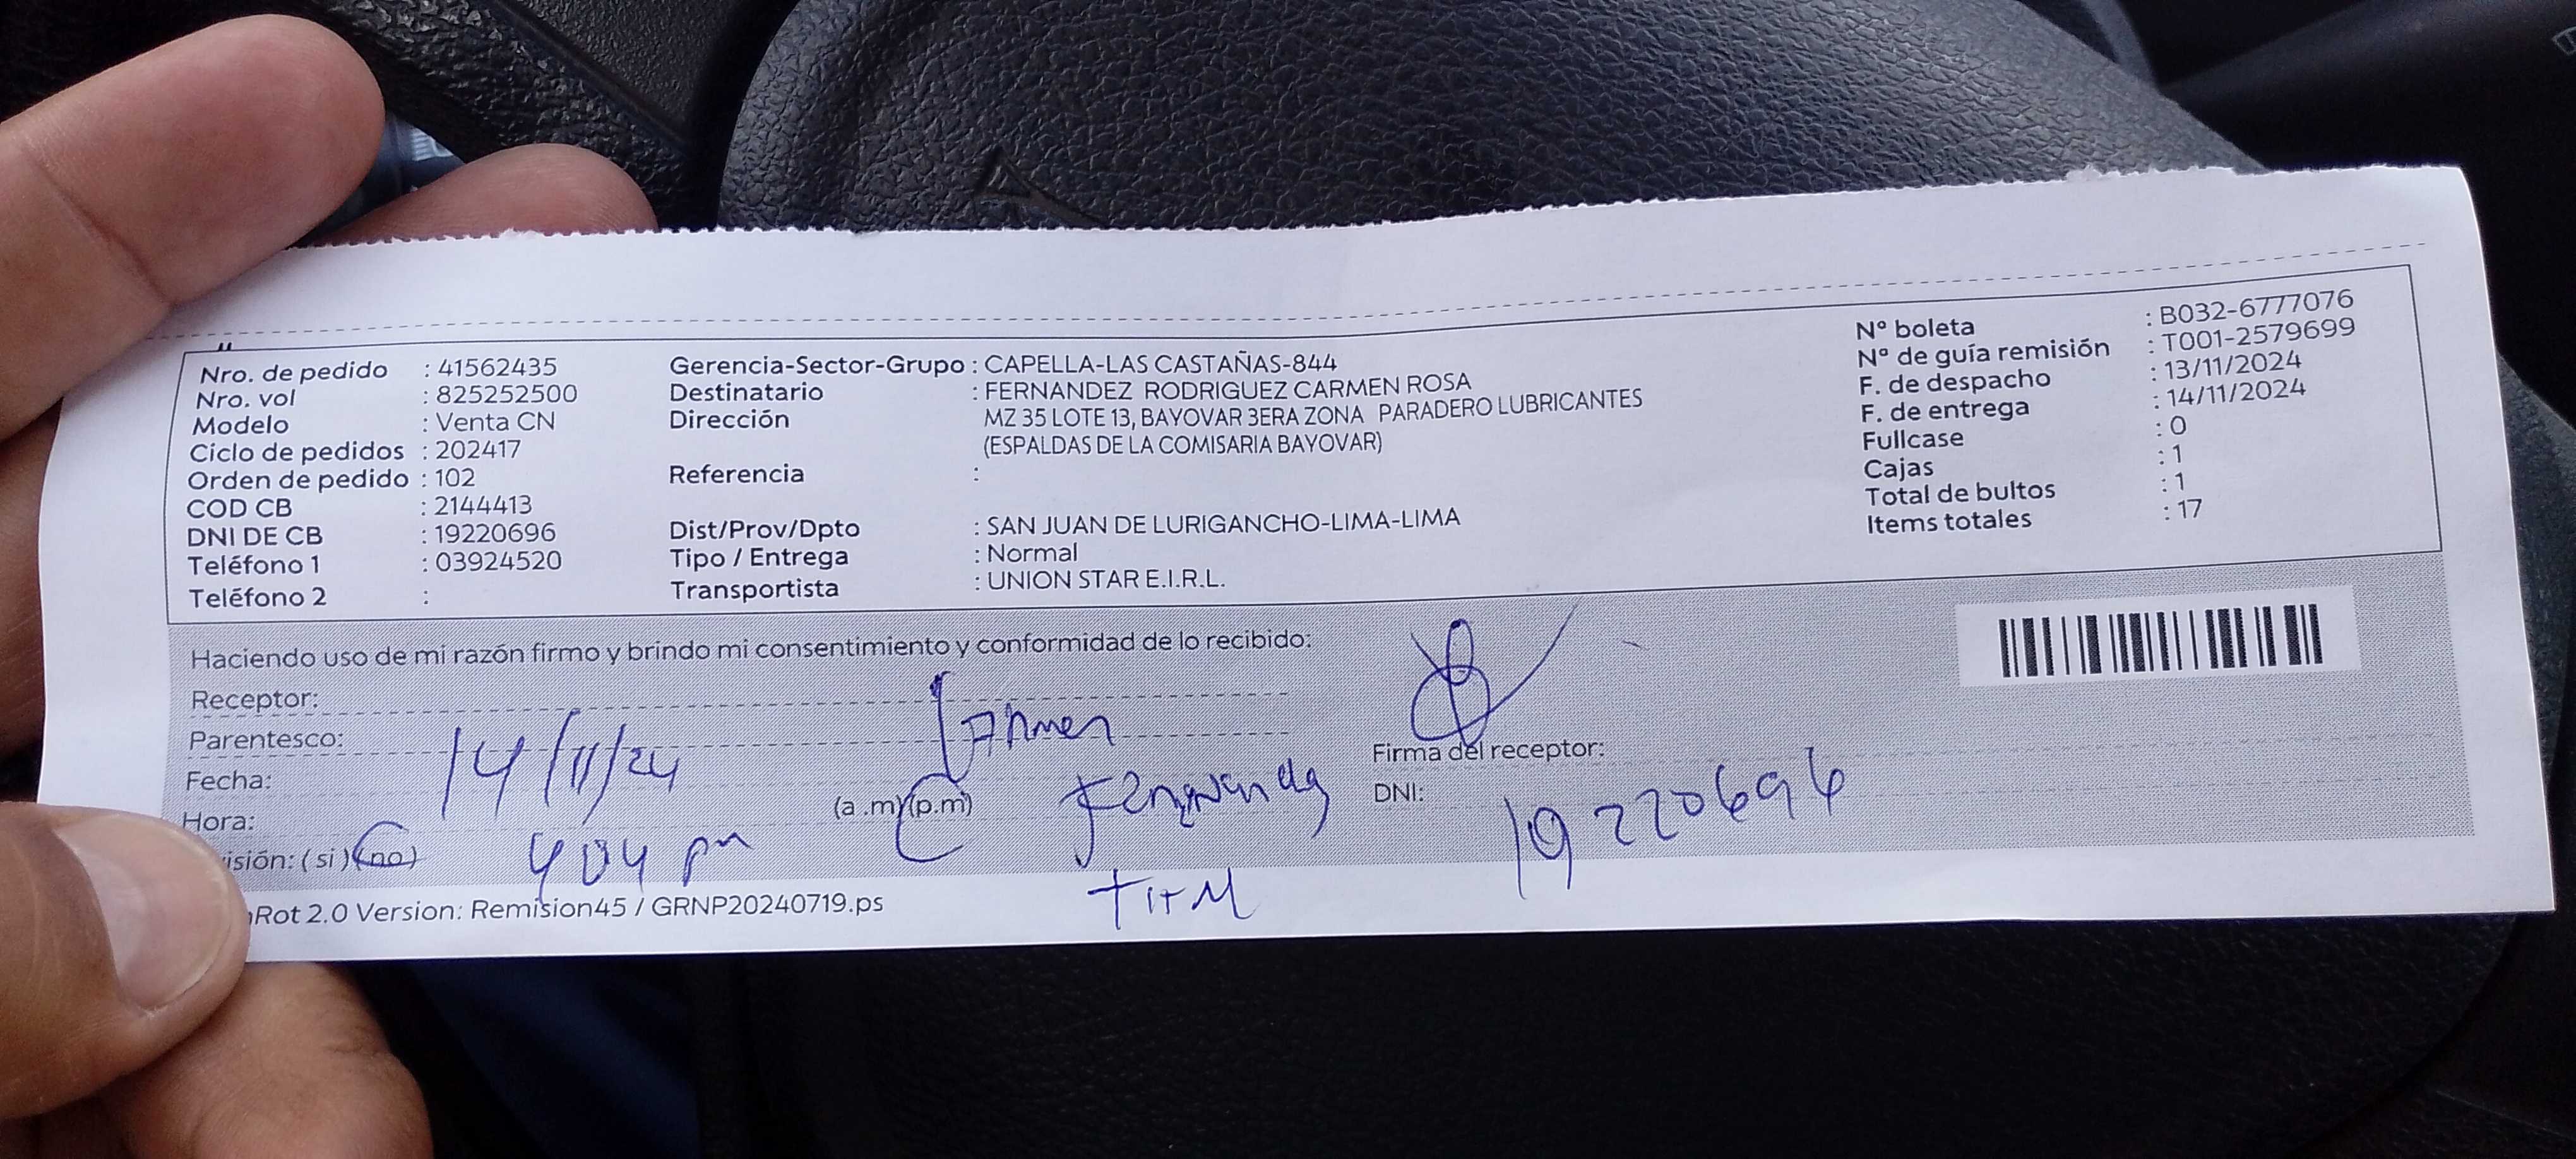 Nro. de pedido : 41562435
Nro. vol : 825252500
Modelo : Venta CN
Ciclo de pedidos : 202417
Orden de pedido : 102
COD CB : 2144413
DNI DE CB : 19220696
Teléfono 1 : 03924520
Teléfono 2 :
Gerencia-Sector-Grupo : CAPELLA-LAS CASTAÑAS-844
Destinatario : FERNANDEZ RODRIGUEZ CARMEN ROSA
Dirección MZ 35 LOTE 13, BAYOVAR 3ERA ZONA PARADERO LUBRICANTES
(ESPALDAS DE LA COMISARIA BAYOVAR)
Referencia :
Dist/Prov/Dpto : SAN JUAN DE LURIGANCHO-LIMA-LIMA
Tipo / Entrega : Normal
Transportista : UNION STAR E.I.R.L.
N° boleta : B032-6777076
N° de guía remisión : T001-2579699
F. de despacho : 13/11/2024
F. de entrega : 14/11/2024
Fullcase : 0
Cajas : 1
Total de bultos : 1
Items totales : 17
Haciendo uso de mi razón firmo y brindo mi consentimiento y conformidad de lo recibido:
Receptor:
Parentesco: Carmen
Fecha: 14/11/24
Hora: 404 pm (a.m) (p.m)
isión: (si) (no)
Firma del receptor:
DNI: 19220696
Rot 2.0 Version: Remision45 / GRNP20240719.ps